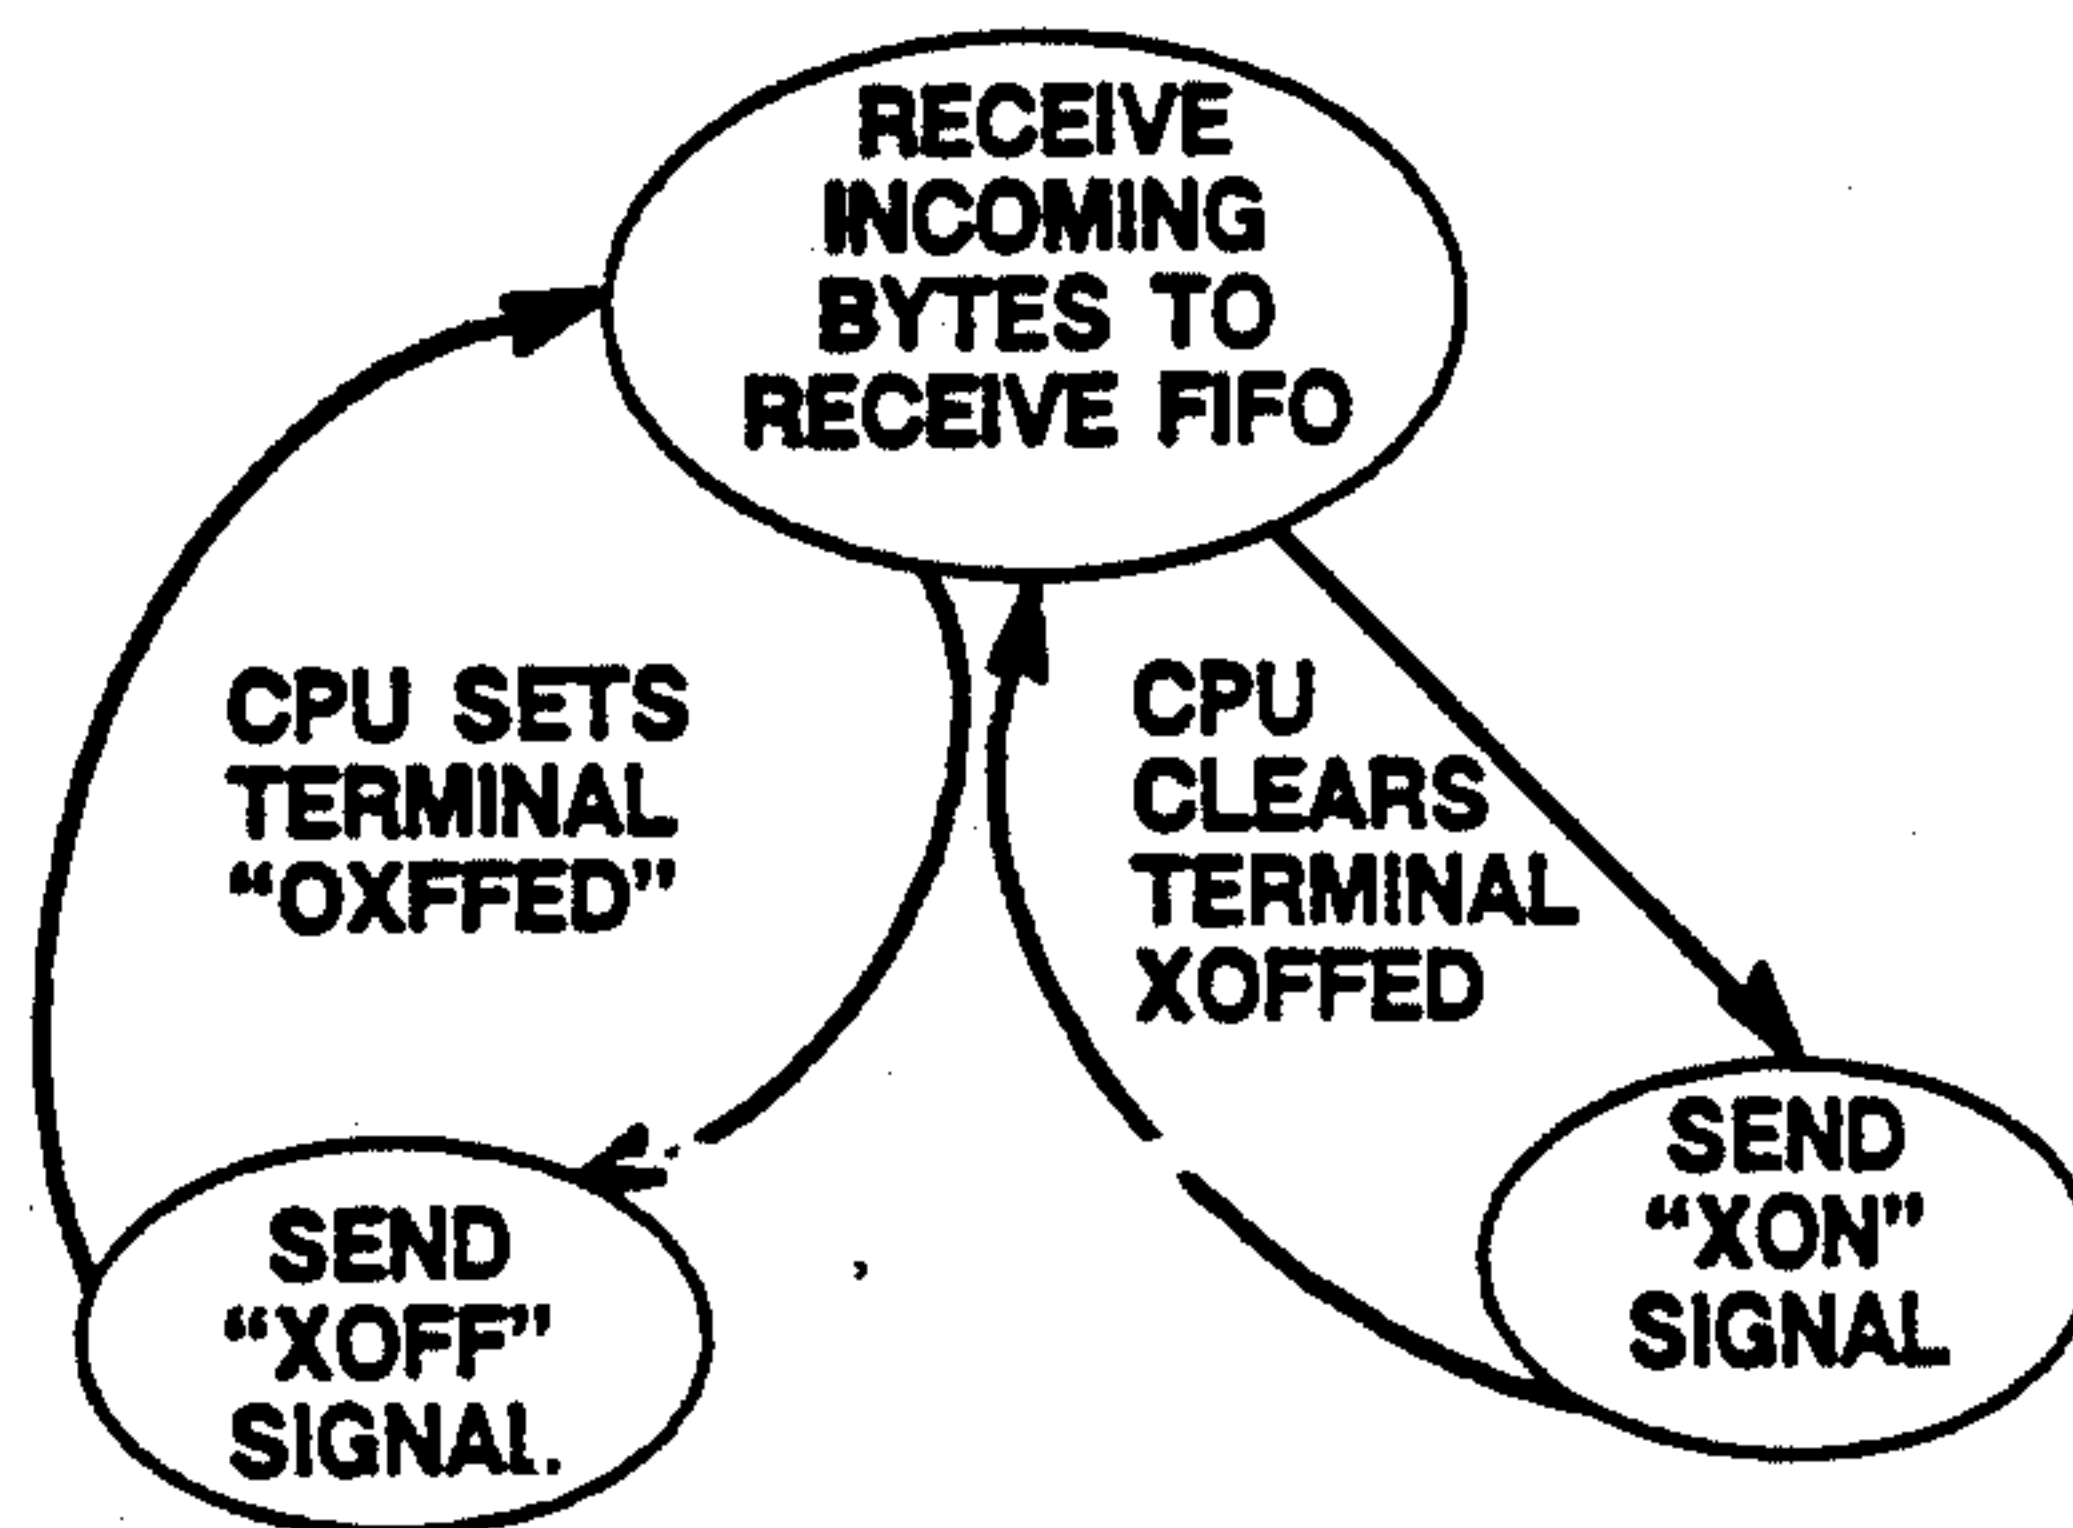 RECEIVE
INCOMING
BYTES TO
RECEIVE FIFO
CPU SETS
TERMINAL
“OXFFED”
CPU
CLEARS
TERMINAL
XOFFED
SEND
“XOFF”
SIGNAL.
SEND
“XON”
SIGNAL